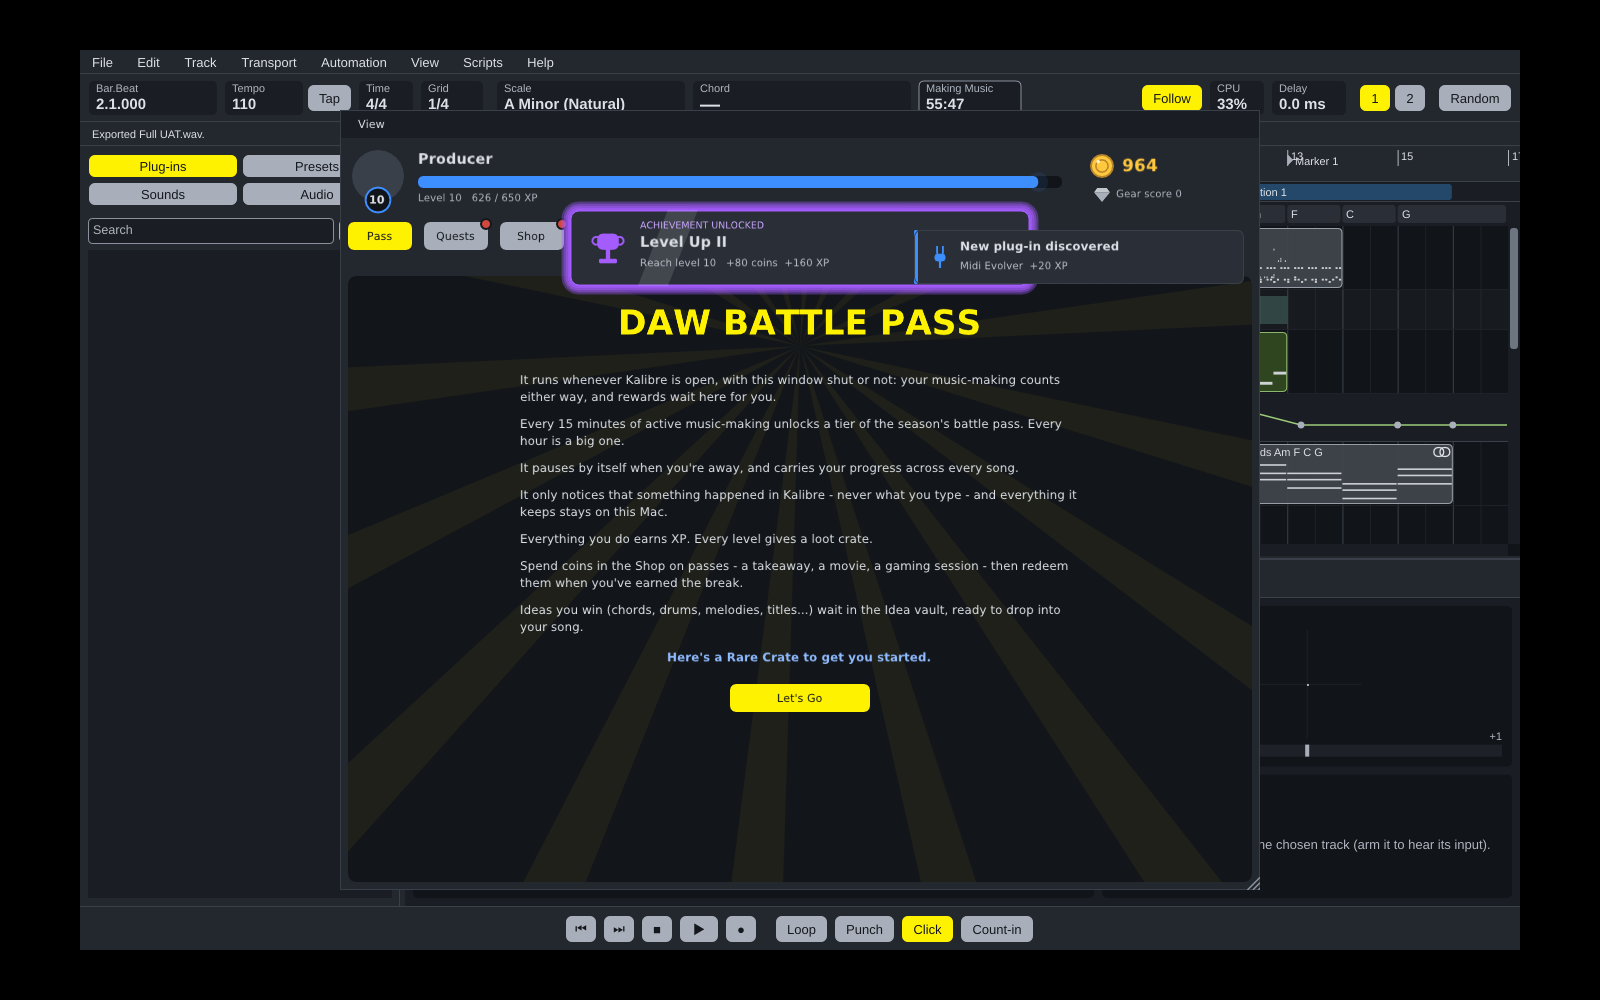 File Edit Track Transport Automation View Scripts Help
Bar.Beat Tempo Time Grid Scale Chord Making Music CPU Delay
2.1.000 110 Tap 4/4 1/4 A Minor (Natural) — 55:47 Follow 33% 0.0 ms 1 2 Random
Exported Full UAT.wav.
View
Plug-ins Presets
Sounds Audio
Search
Producer
964
10
Level 10 626 / 650 XP
Gear score 0
Pass Quests Shop
ACHIEVEMENT UNLOCKED
Level Up II
Reach level 10 +80 coins +160 XP
New plug-in discovered
Midi Evolver +20 XP
13 Marker 1 15
tion 1
F C G
DAW BATTLE PASS
It runs whenever Kalibre is open, with this window shut or not: your music-making counts
either way, and rewards wait here for you.
Every 15 minutes of active music-making unlocks a tier of the season's battle pass. Every
hour is a big one.
It pauses by itself when you're away, and carries your progress across every song.
It only notices that something happened in Kalibre - never what you type - and everything it
keeps stays on this Mac.
Everything you do earns XP. Every level gives a loot crate.
Spend coins in the Shop on passes - a takeaway, a movie, a gaming session - then redeem
them when you've earned the break.
Ideas you win (chords, drums, melodies, titles...) wait in the Idea vault, ready to drop into
your song.
Here's a Rare Crate to get you started.
Let's Go
ds Am F C G
+1
he chosen track (arm it to hear its input).
Loop Punch Click Count-in